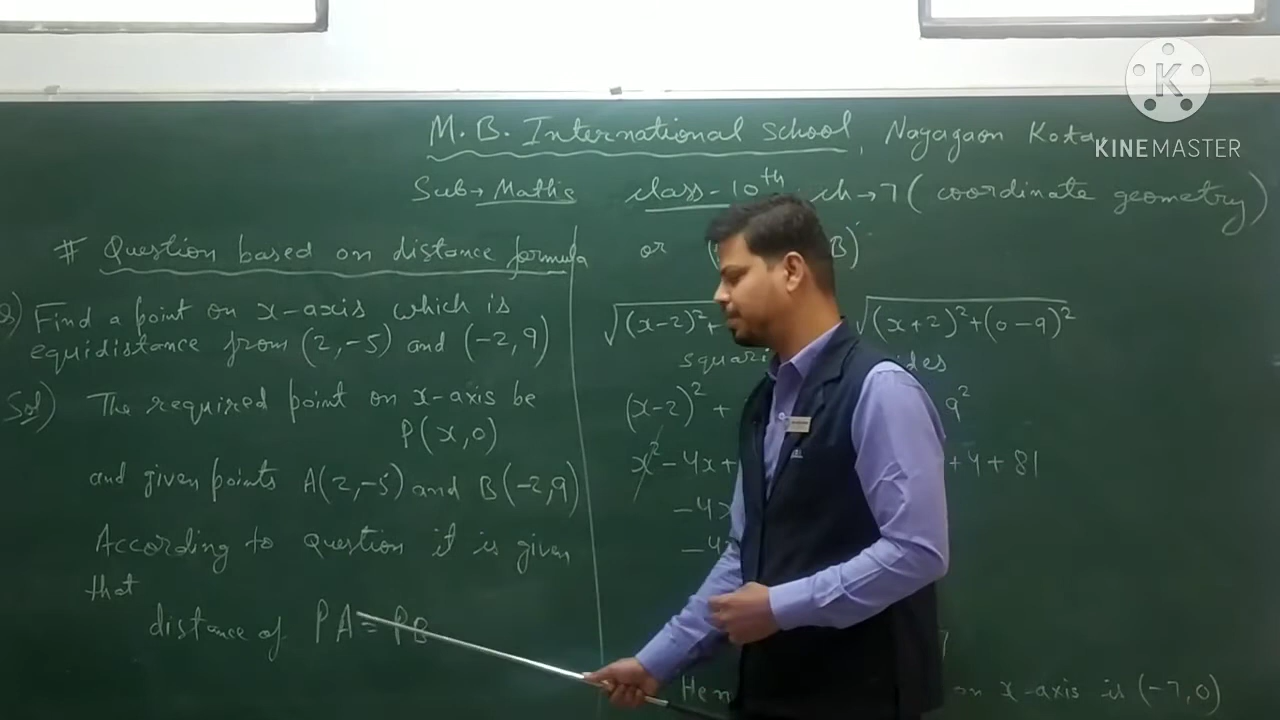 M.B. International School, Nayagaon Kota
KINEMASTER
Sub→ Maths class-10th ch→7 (coordinate geometry)
# Question based on distance formula
Find a point on x-axis which is
equidistance from (2,-5) and (-2,9)
Sol) The required point on x-axis be
P(x,0)
and given points A(2,-5) and B(-2,9)
According to Question it is given
that
distance of PA = PB
or B)
√(x-2)²+ √(x+2)²+(0-9)²
(x-2)² + 9²
x²-4x+ +4+81
-4x
on x-axis is (-7,0)